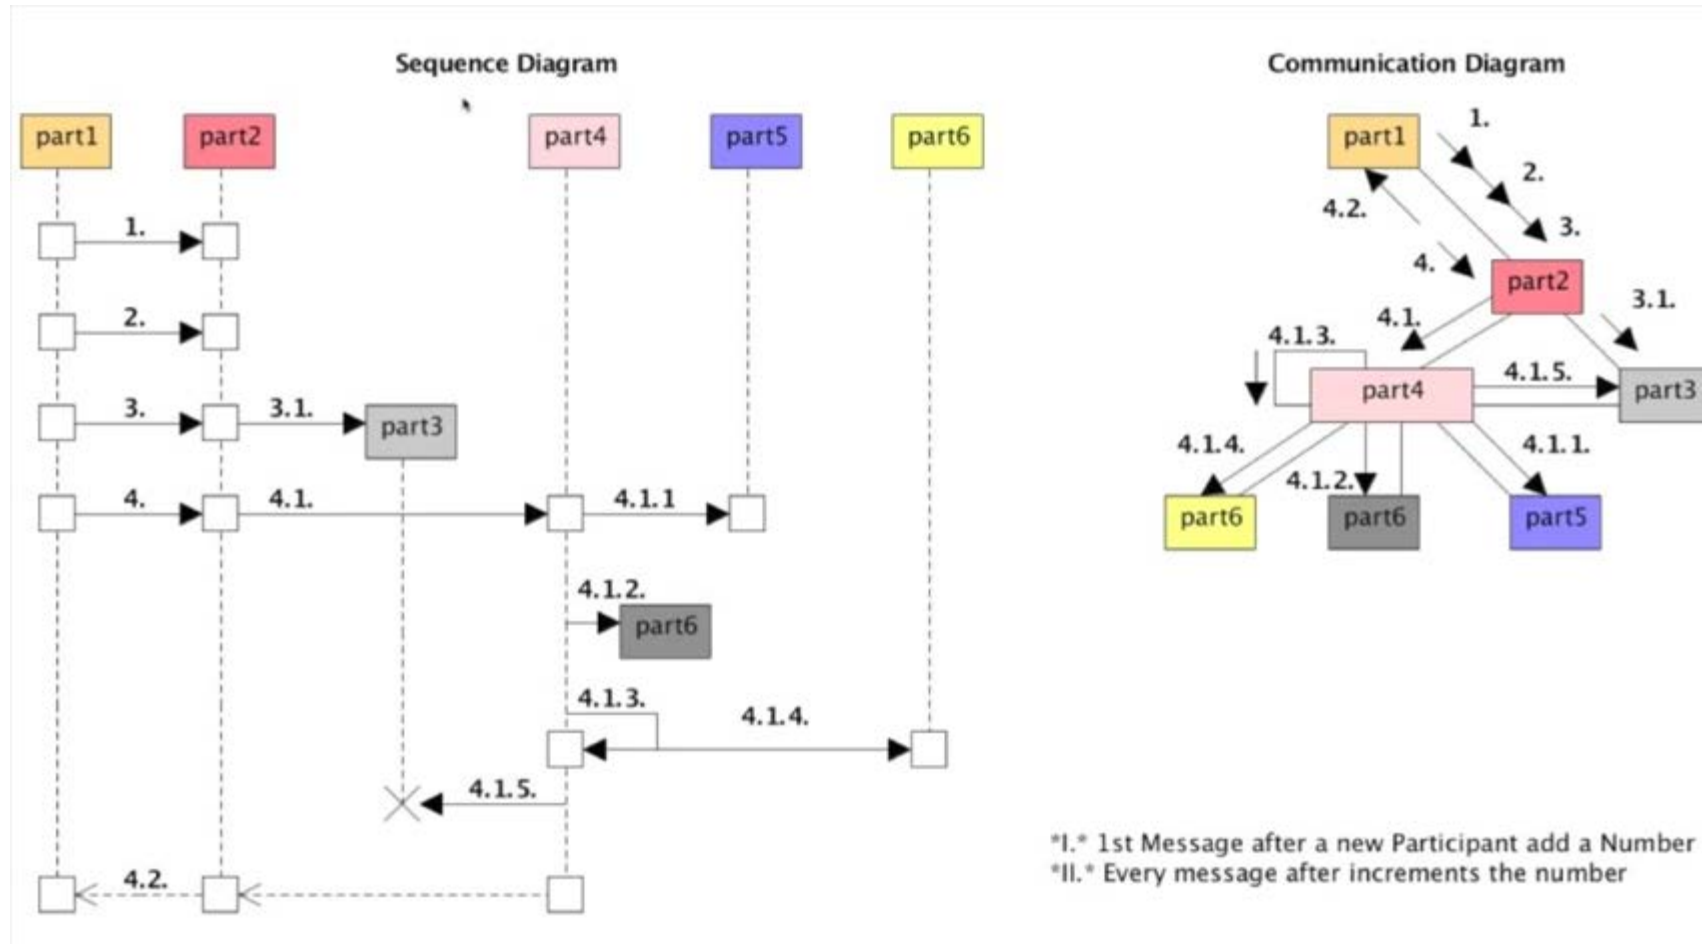 Sequence Diagram
part1
part2
part4
part5
part6
1.
2.
3.
3.1.
part3
4.
4.1.
4.1.1
4.1.2.
part6
4.1.3.
4.1.4.
4.1.5.
4.2.
Communication Diagram
part1
1.
2.
4.2.
3.
4.
part2
3.1.
4.1.
4.1.3.
4.1.5.
part4
part3
4.1.4.
4.1.1.
4.1.2.
part6
part6
part5
*I.* 1st Message after a new Participant add a Number
*II.* Every message after increments the number